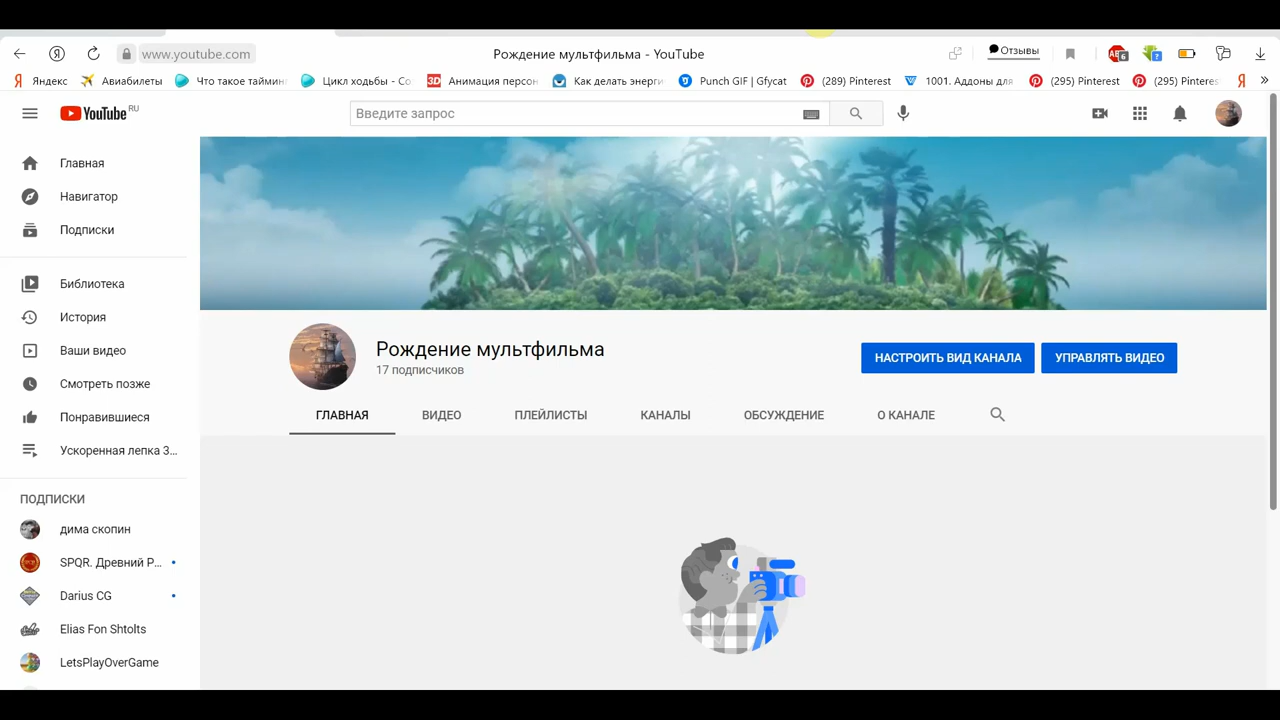 www.youtube.com
Рождение мультфильма - YouTube
Отзывы
Яндекс
Авиабилеты
Что такое таймин
Цикл ходьбы - Co
Анимация персон
Как делать энерги
Punch GIF | Gfycat
(289) Pinterest
1001. Аддоны для
(295) Pinterest
(295) Pinteres
YouTube RU
Введите запрос
Главная
Навигатор
Подписки
Библиотека
История
Ваши видео
Смотреть позже
Понравившиеся
Ускоренная лепка З...
ПОДПИСКИ
дима скопин
SPQR. Древний Р...
Darius CG
Elias Fon Shtolts
LetsPlayOverGame
Рождение мультфильма
17 подписчиков
НАСТРОИТЬ ВИД КАНАЛА
УПРАВЛЯТЬ ВИДЕО
ГЛАВНАЯ
ВИДЕО
ПЛЕЙЛИСТЫ
КАНАЛЫ
ОБСУЖДЕНИЕ
О КАНАЛЕ